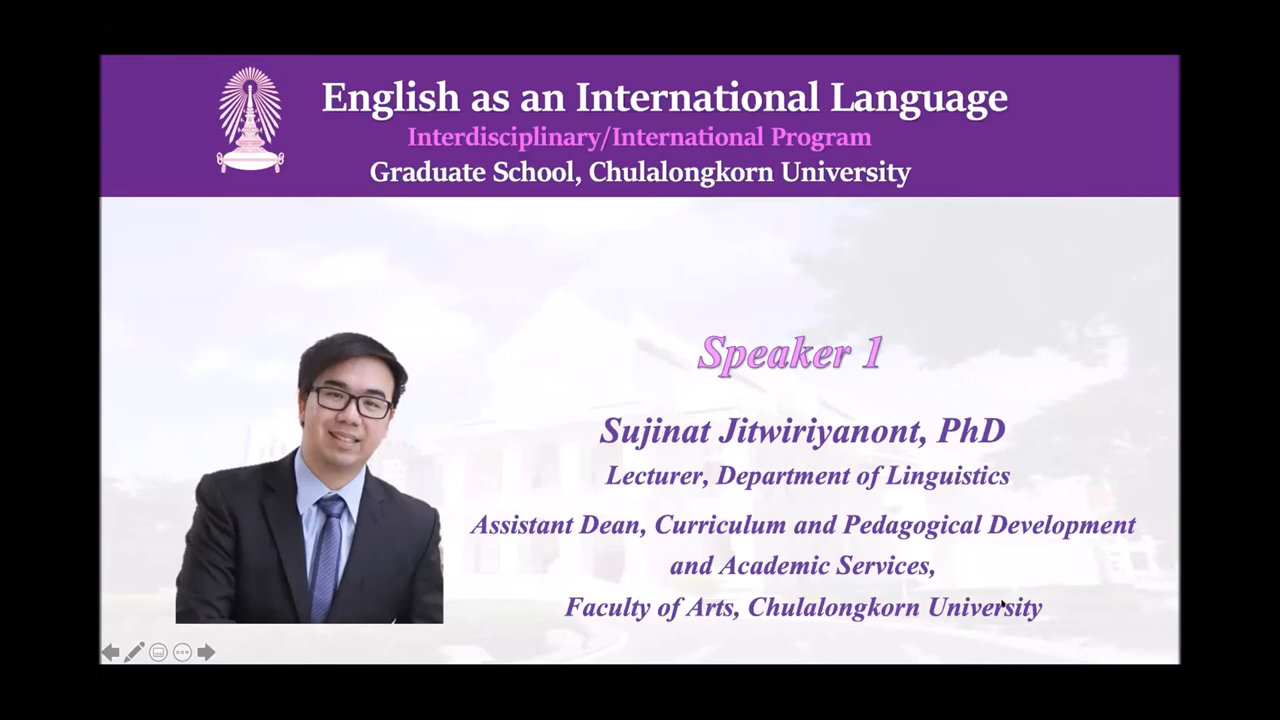 English as an International Language
Interdisciplinary/International Program
Graduate School, Chulalongkorn University
Speaker 1
Sujinat Jitwiriyanont, PhD
Lecturer, Department of Linguistics
Assistant Dean, Curriculum and Pedagogical Development
and Academic Services,
Faculty of Arts, Chulalongkorn University